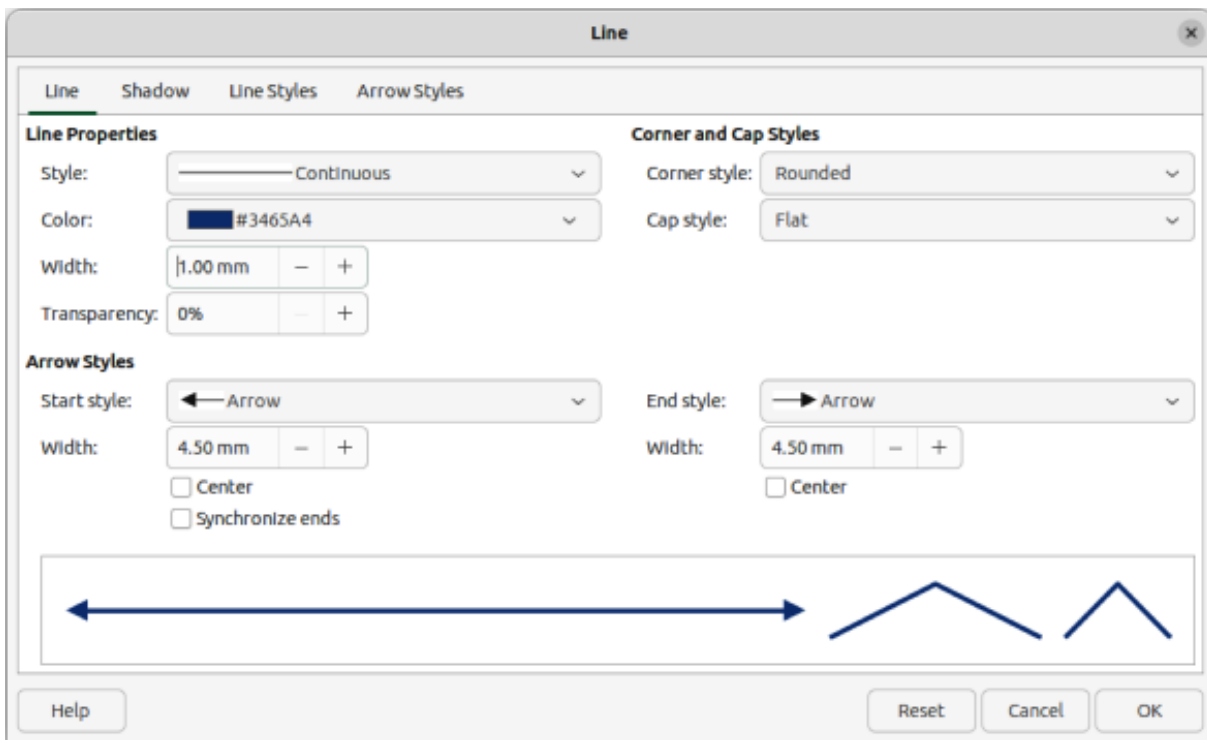 Line
Line Shadow Line Styles Arrow Styles
Line Properties
Style: Continuous
Color: #3465A4
Width: 1.00 mm − +
Transparency: 0% − +
Corner and Cap Styles
Corner style: Rounded
Cap style: Flat
Arrow Styles
Start style: Arrow
Width: 4.50 mm − +
Center
Synchronize ends
End style: Arrow
Width: 4.50 mm − +
Center
Help Reset Cancel OK